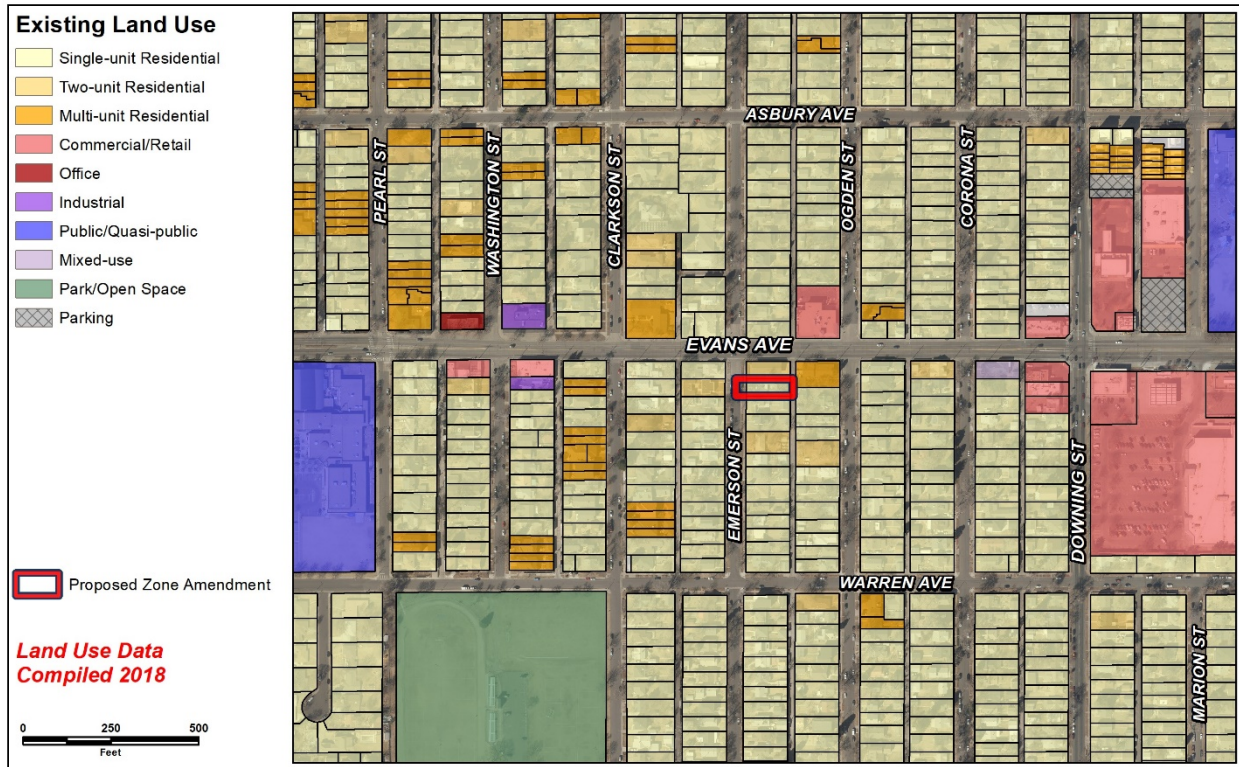 Existing Land Use
Single-unit Residential
Two-unit Residential
Multi-unit Residential
Commercial/Retail
Office
Industrial
Public/Quasi-public
Mixed-use
Park/Open Space
Parking
Proposed Zone Amendment
Land Use Data
Compiled 2018
0 250 500
Feet
ASBURY AVE
PEARL ST
WASHINGTON ST
CLARKSON ST
OGDEN ST
CORONA ST
EVANS AVE
EMERSON ST
DOWNING ST
WARREN AVE
MARION ST